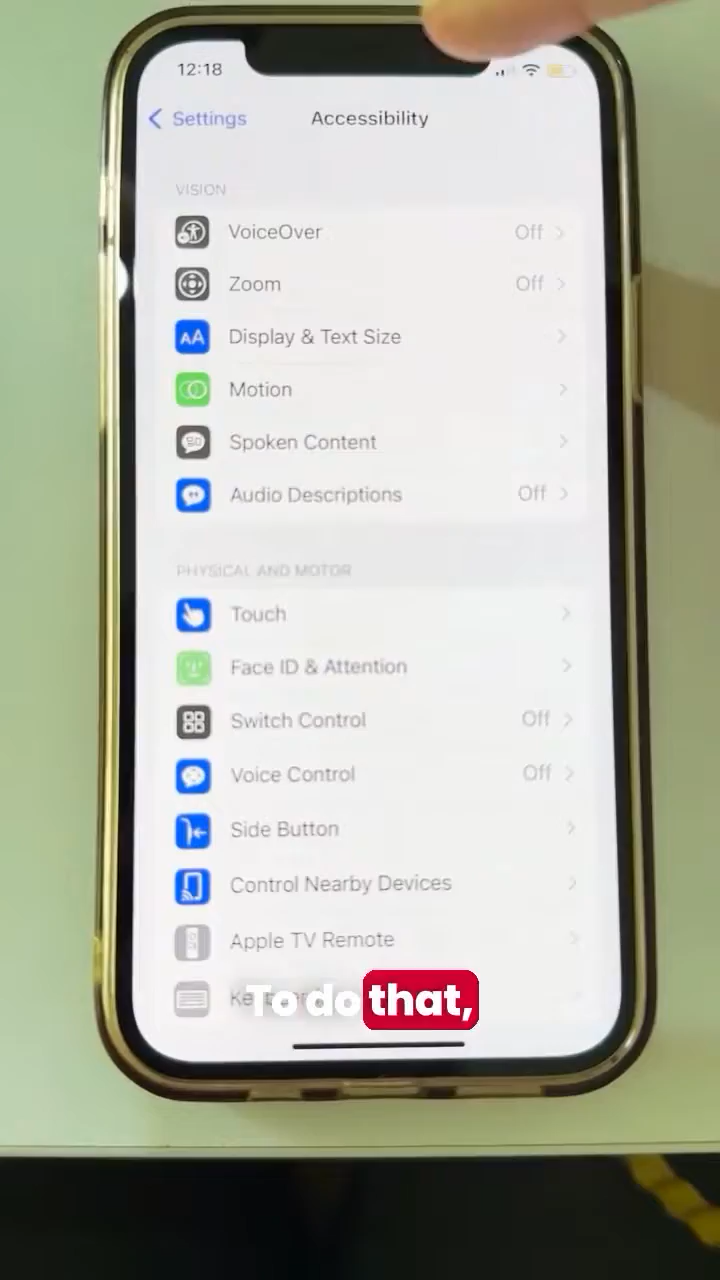 12:18
Settings
Accessibility
VISION
VoiceOver Off
Zoom Off
Display & Text Size
Motion
Spoken Content
Audio Descriptions Off
PHYSICAL AND MOTOR
Touch
Face ID & Attention
Switch Control Off
Voice Control Off
Side Button
Control Nearby Devices
Apple TV Remote
To do that,